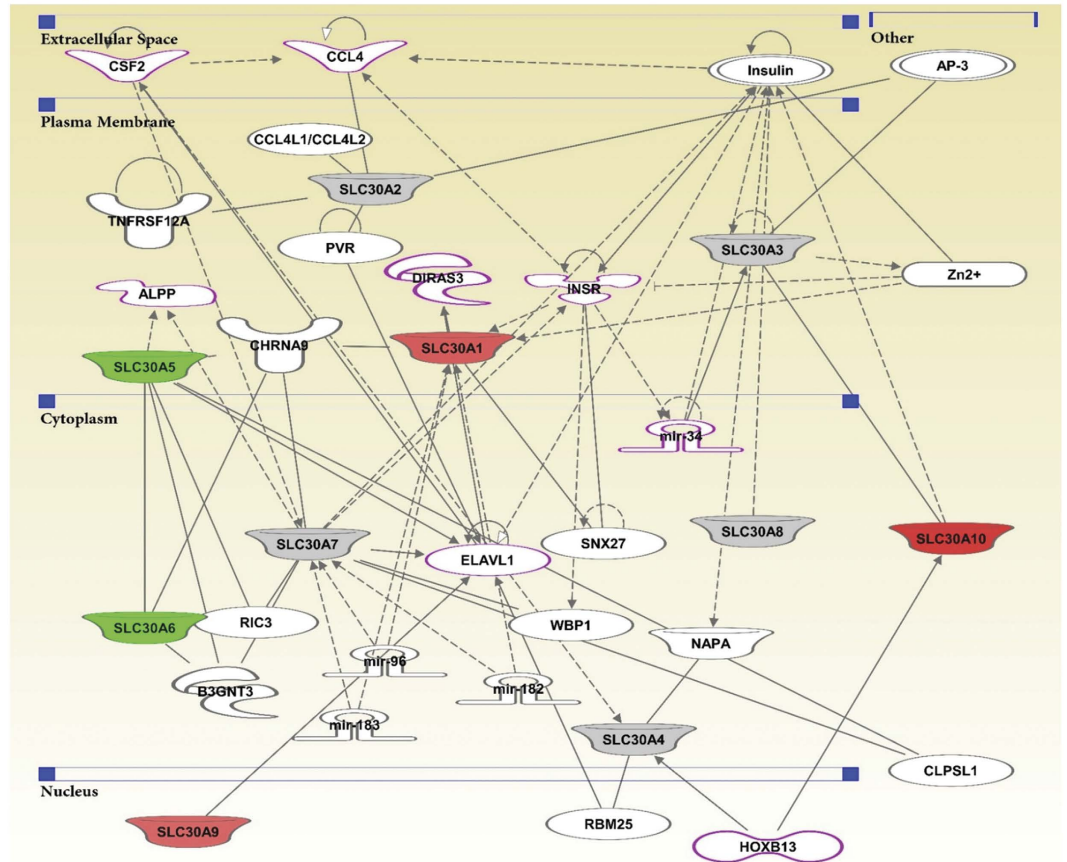 Extracellular Space
Other
CSF2
CCL4
Insulin
AP-3
Plasma Membrane
CCL4L1/CCL4L2
SLC30A2
TNFRSF12A
PVR
SLC30A3
DIRAS3
INSR
Zn2+
ALPP
CHRNA9
SLC30A1
SLC30A5
Cytoplasm
mir-34
SLC30A7
SLC30A8
SLC30A10
ELAVL1
SNX27
SLC30A6
RIC3
WBP1
NAPA
mir-96
B3GNT3
mir-182
mir-183
SLC30A4
CLPSL1
Nucleus
SLC30A9
RBM25
HOXB13